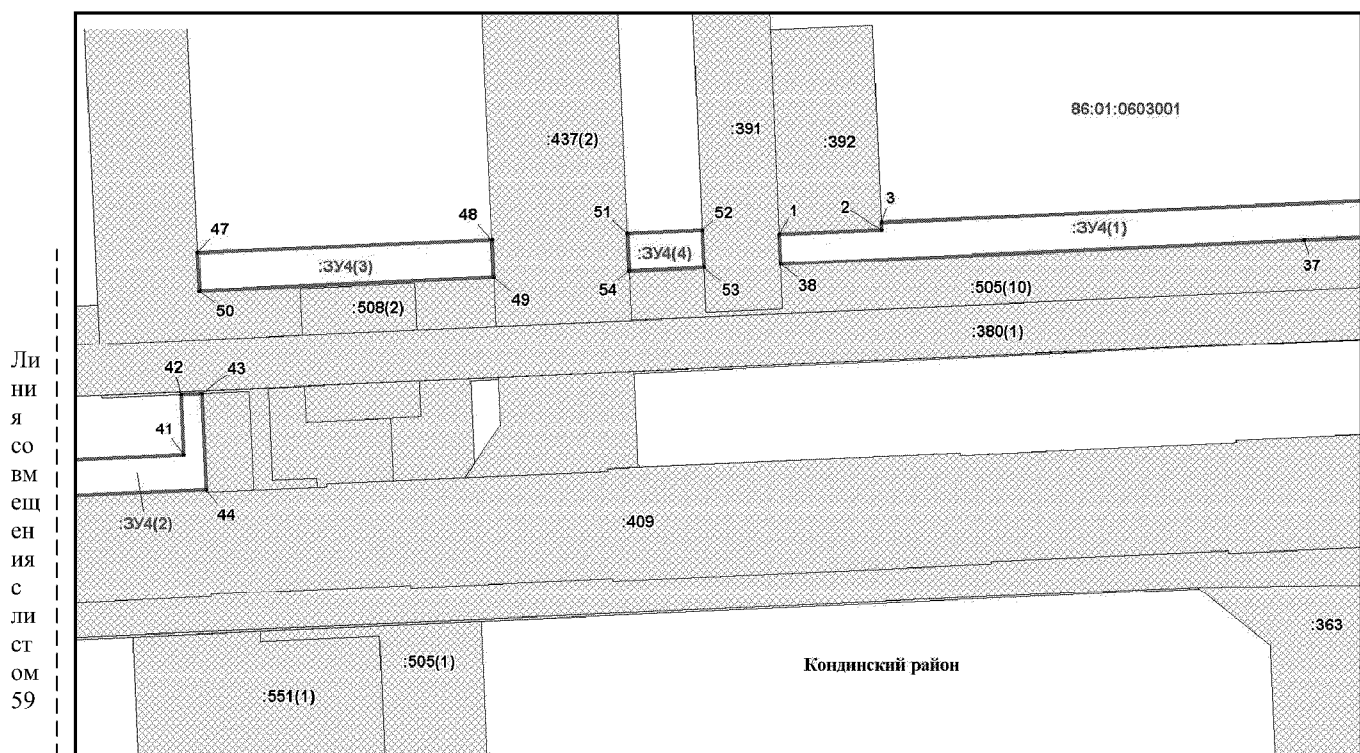 86:01:0603001
:391
:437(2)
:392
3
2
1
52
51
48
47
:ЗУ4(1)
:ЗУ4(4)
:ЗУ4(3)
37
38
53
54
49
50
:505(10)
:508(2)
:380(1)
42
43
41
44
:ЗУ4(2)
:409
:363
:505(1)
Кондинский район
:551(1)
Ли
ни
я
со
вм
ещ
ен
ия
с
ли
ст
ом
59